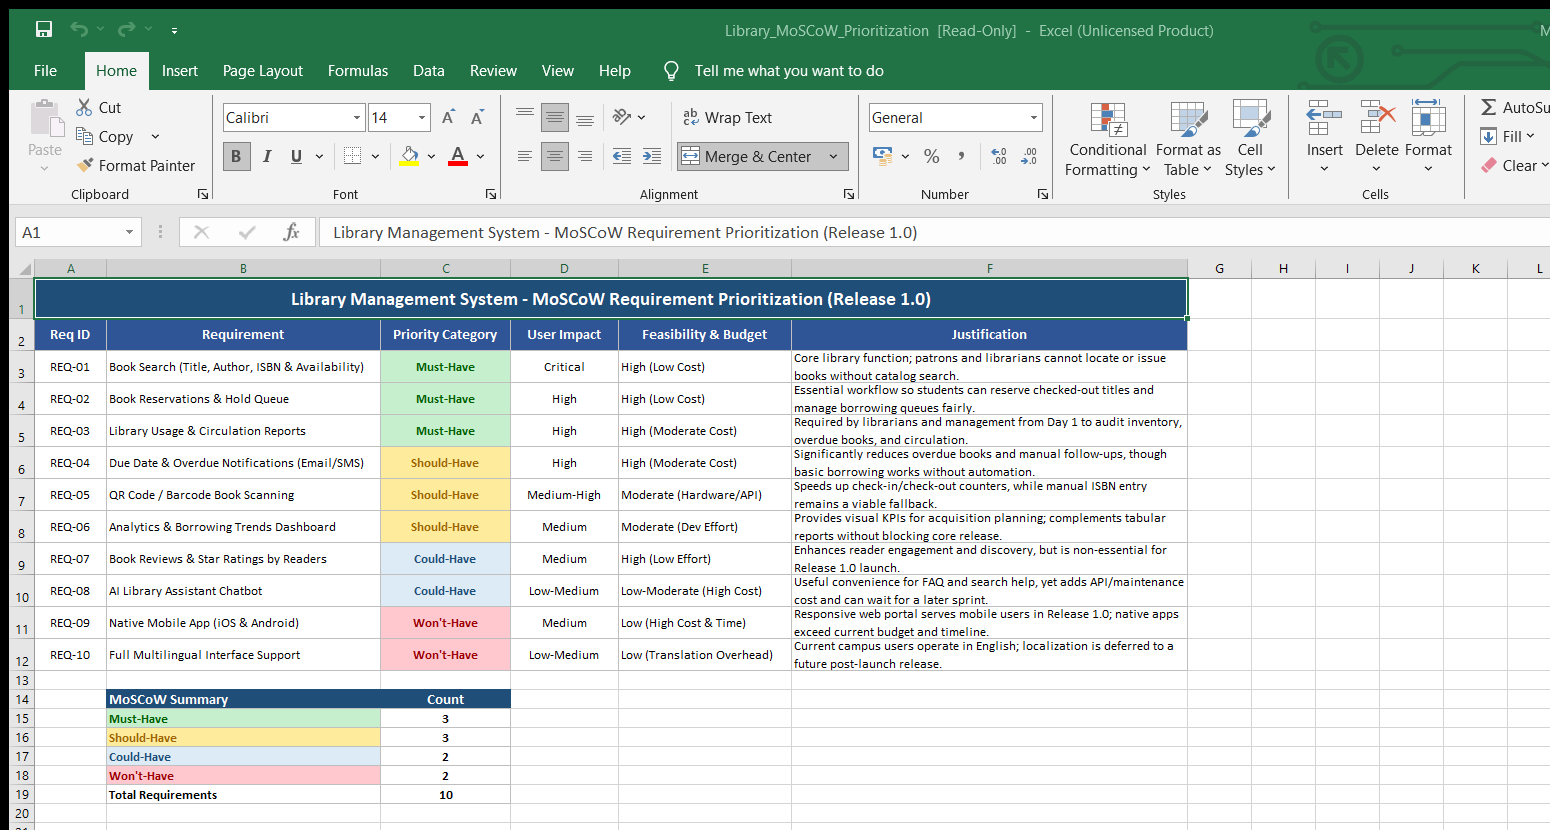 Library_MoSCoW_Prioritization [Read-Only] - Excel (Unlicensed Product)
File Home Insert Page Layout Formulas Data Review View Help Tell me what you want to do
Cut
Copy
Format Painter
Paste
Clipboard
Calibri 14
B I U
Font
Wrap Text
Merge & Center
Alignment
General
Number
Conditional Formatting
Format as Table
Cell Styles
Styles
Insert Delete Format
Cells
Fill
Clear
A1 fx Library Management System - MoSCoW Requirement Prioritization (Release 1.0)
A B C D E F G H I J K L
1 Library Management System - MoSCoW Requirement Prioritization (Release 1.0)
2 Req ID Requirement Priority Category User Impact Feasibility & Budget Justification
3 REQ-01 Book Search (Title, Author, ISBN & Availability) Must-Have Critical High (Low Cost) Core library function; patrons and librarians cannot locate or issue
books without catalog search.
4 REQ-02 Book Reservations & Hold Queue Must-Have High High (Low Cost) Essential workflow so students can reserve checked-out titles and
manage borrowing queues fairly.
5 REQ-03 Library Usage & Circulation Reports Must-Have High High (Moderate Cost) Required by librarians and management from Day 1 to audit inventory,
overdue books, and circulation.
6 REQ-04 Due Date & Overdue Notifications (Email/SMS) Should-Have High High (Moderate Cost) Significantly reduces overdue books and manual follow-ups, though
basic borrowing works without automation.
7 REQ-05 QR Code / Barcode Book Scanning Should-Have Medium-High Moderate (Hardware/API) Speeds up check-in/check-out counters, while manual ISBN entry
remains a viable fallback.
8 REQ-06 Analytics & Borrowing Trends Dashboard Should-Have Medium Moderate (Dev Effort) Provides visual KPIs for acquisition planning; complements tabular
reports without blocking core release.
9 REQ-07 Book Reviews & Star Ratings by Readers Could-Have Medium High (Low Effort) Enhances reader engagement and discovery, but is non-essential for
Release 1.0 launch.
10 REQ-08 AI Library Assistant Chatbot Could-Have Low-Medium Low-Moderate (High Cost) Useful convenience for FAQ and search help, yet adds API/maintenance
cost and can wait for a later sprint.
11 REQ-09 Native Mobile App (iOS & Android) Won't-Have Medium Low (High Cost & Time) Responsive web portal serves mobile users in Release 1.0; native apps
exceed current budget and timeline.
12 REQ-10 Full Multilingual Interface Support Won't-Have Low-Medium Low (Translation Overhead) Current campus users operate in English; localization is deferred to a
future post-launch release.
13
14 MoSCoW Summary Count
15 Must-Have 3
16 Should-Have 3
17 Could-Have 2
18 Won't-Have 2
19 Total Requirements 10
20